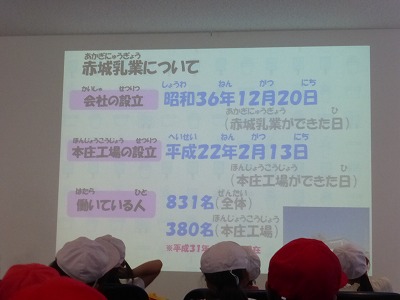 あかぎにゅうぎょう
赤城乳業について
かいしゃ せつりつ しょうわ ねん がつ にち
会社の設立 昭和36年12月20日
あかぎにゅうぎょう ひ
(赤城乳業ができた日)
ほんじょうこうじょう せつりつ へいせい ねん がつ にち
本庄工場の設立 平成22年2月13日
ほんじょうこうじょう ひ
(本庄工場ができた日)
はたら ひと ぜんたい
働いている人 831名(全体)
ほんじょうこうじょう
380名(本庄工場)
※平成31年 現在